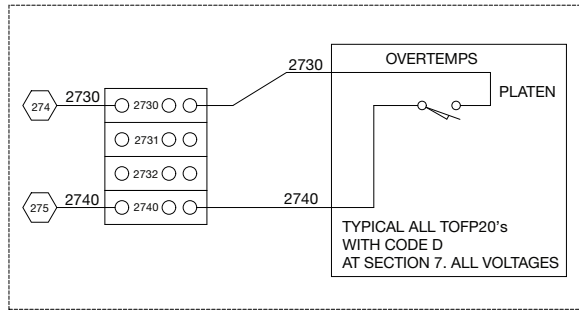 2730
OVERTEMPS
274
2730
2730
PLATEN
2731
2732
275
2740
2740
2740
TYPICAL ALL TOFP20's
WITH CODE D
AT SECTION 7. ALL VOLTAGES